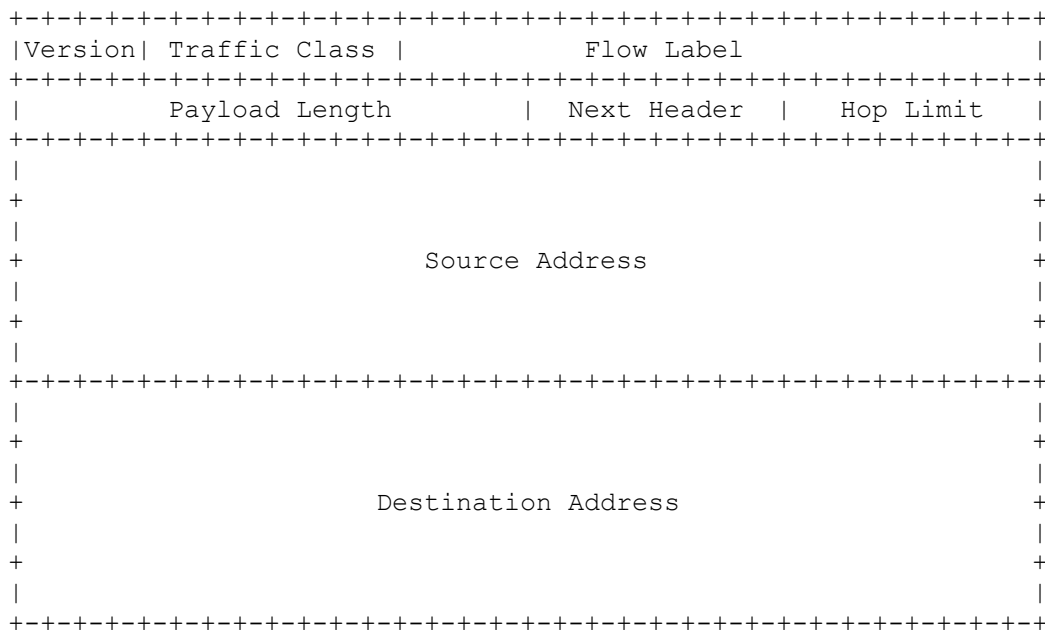 |Version| Traffic Class | Flow Label |
| Payload Length | Next Header | Hop Limit |
Source Address
Destination Address